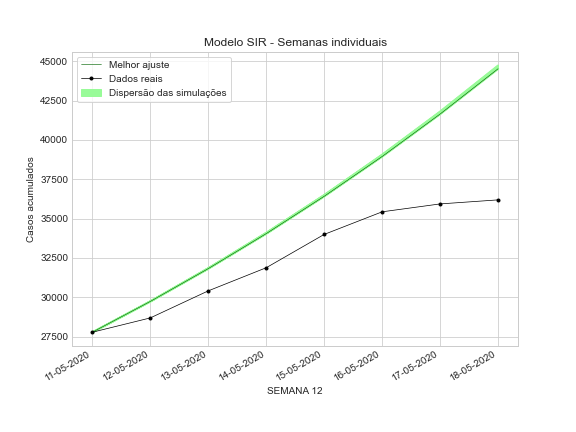 Modelo SIR - Semanas individuais
45000
42500
40000
37500
35000
32500
30000
27500
Casos acumulados
Melhor ajuste
Dados reais
Dispersão das simulações
11-05-2020
12-05-2020
13-05-2020
14-05-2020
15-05-2020
16-05-2020
17-05-2020
18-05-2020
SEMANA 12